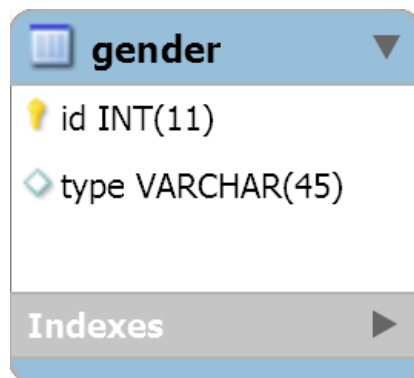 gender
id INT(11)
type VARCHAR(45)
Indexes